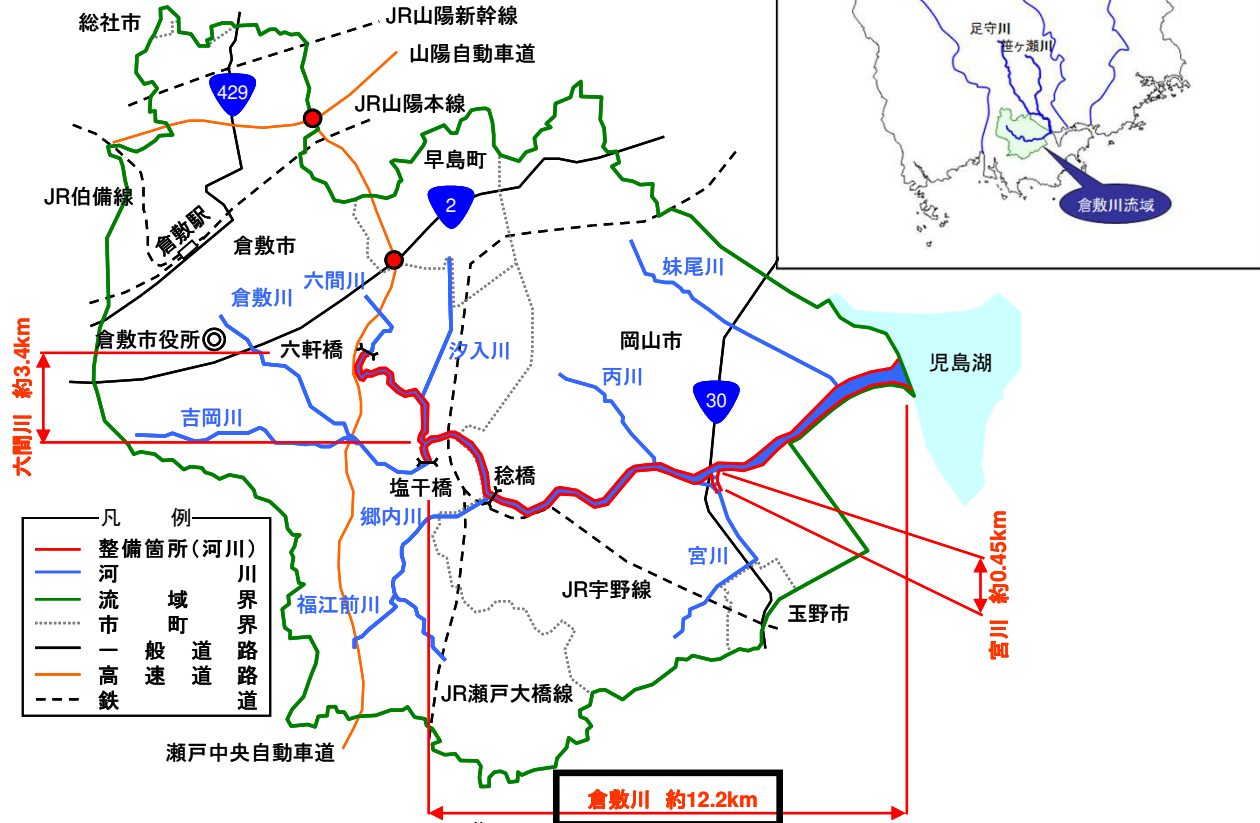 総社市
JR山陽新幹線
山陽自動車道
429
JR山陽本線
早島町
JR伯備線
2
倉敷駅
倉敷市
六間川
倉敷川
妹尾川
倉敷市役所
六軒橋
汐入川
岡山市
児島湖
丙川
30
六間川 約3.4km
吉岡川
塩干橋
稔橋
郷内川
宮川
JR宇野線
福江前川
玉野市
宮川 約0.45km
JR瀬戸大橋線
瀬戸中央自動車道
倉敷川 約12.2km
凡 例
整備箇所(河川)
河 川
流 域 界
市 町 界
一 般 道 路
高 速 道 路
鉄 道
足守川
笹ヶ瀬川
倉敷川流域